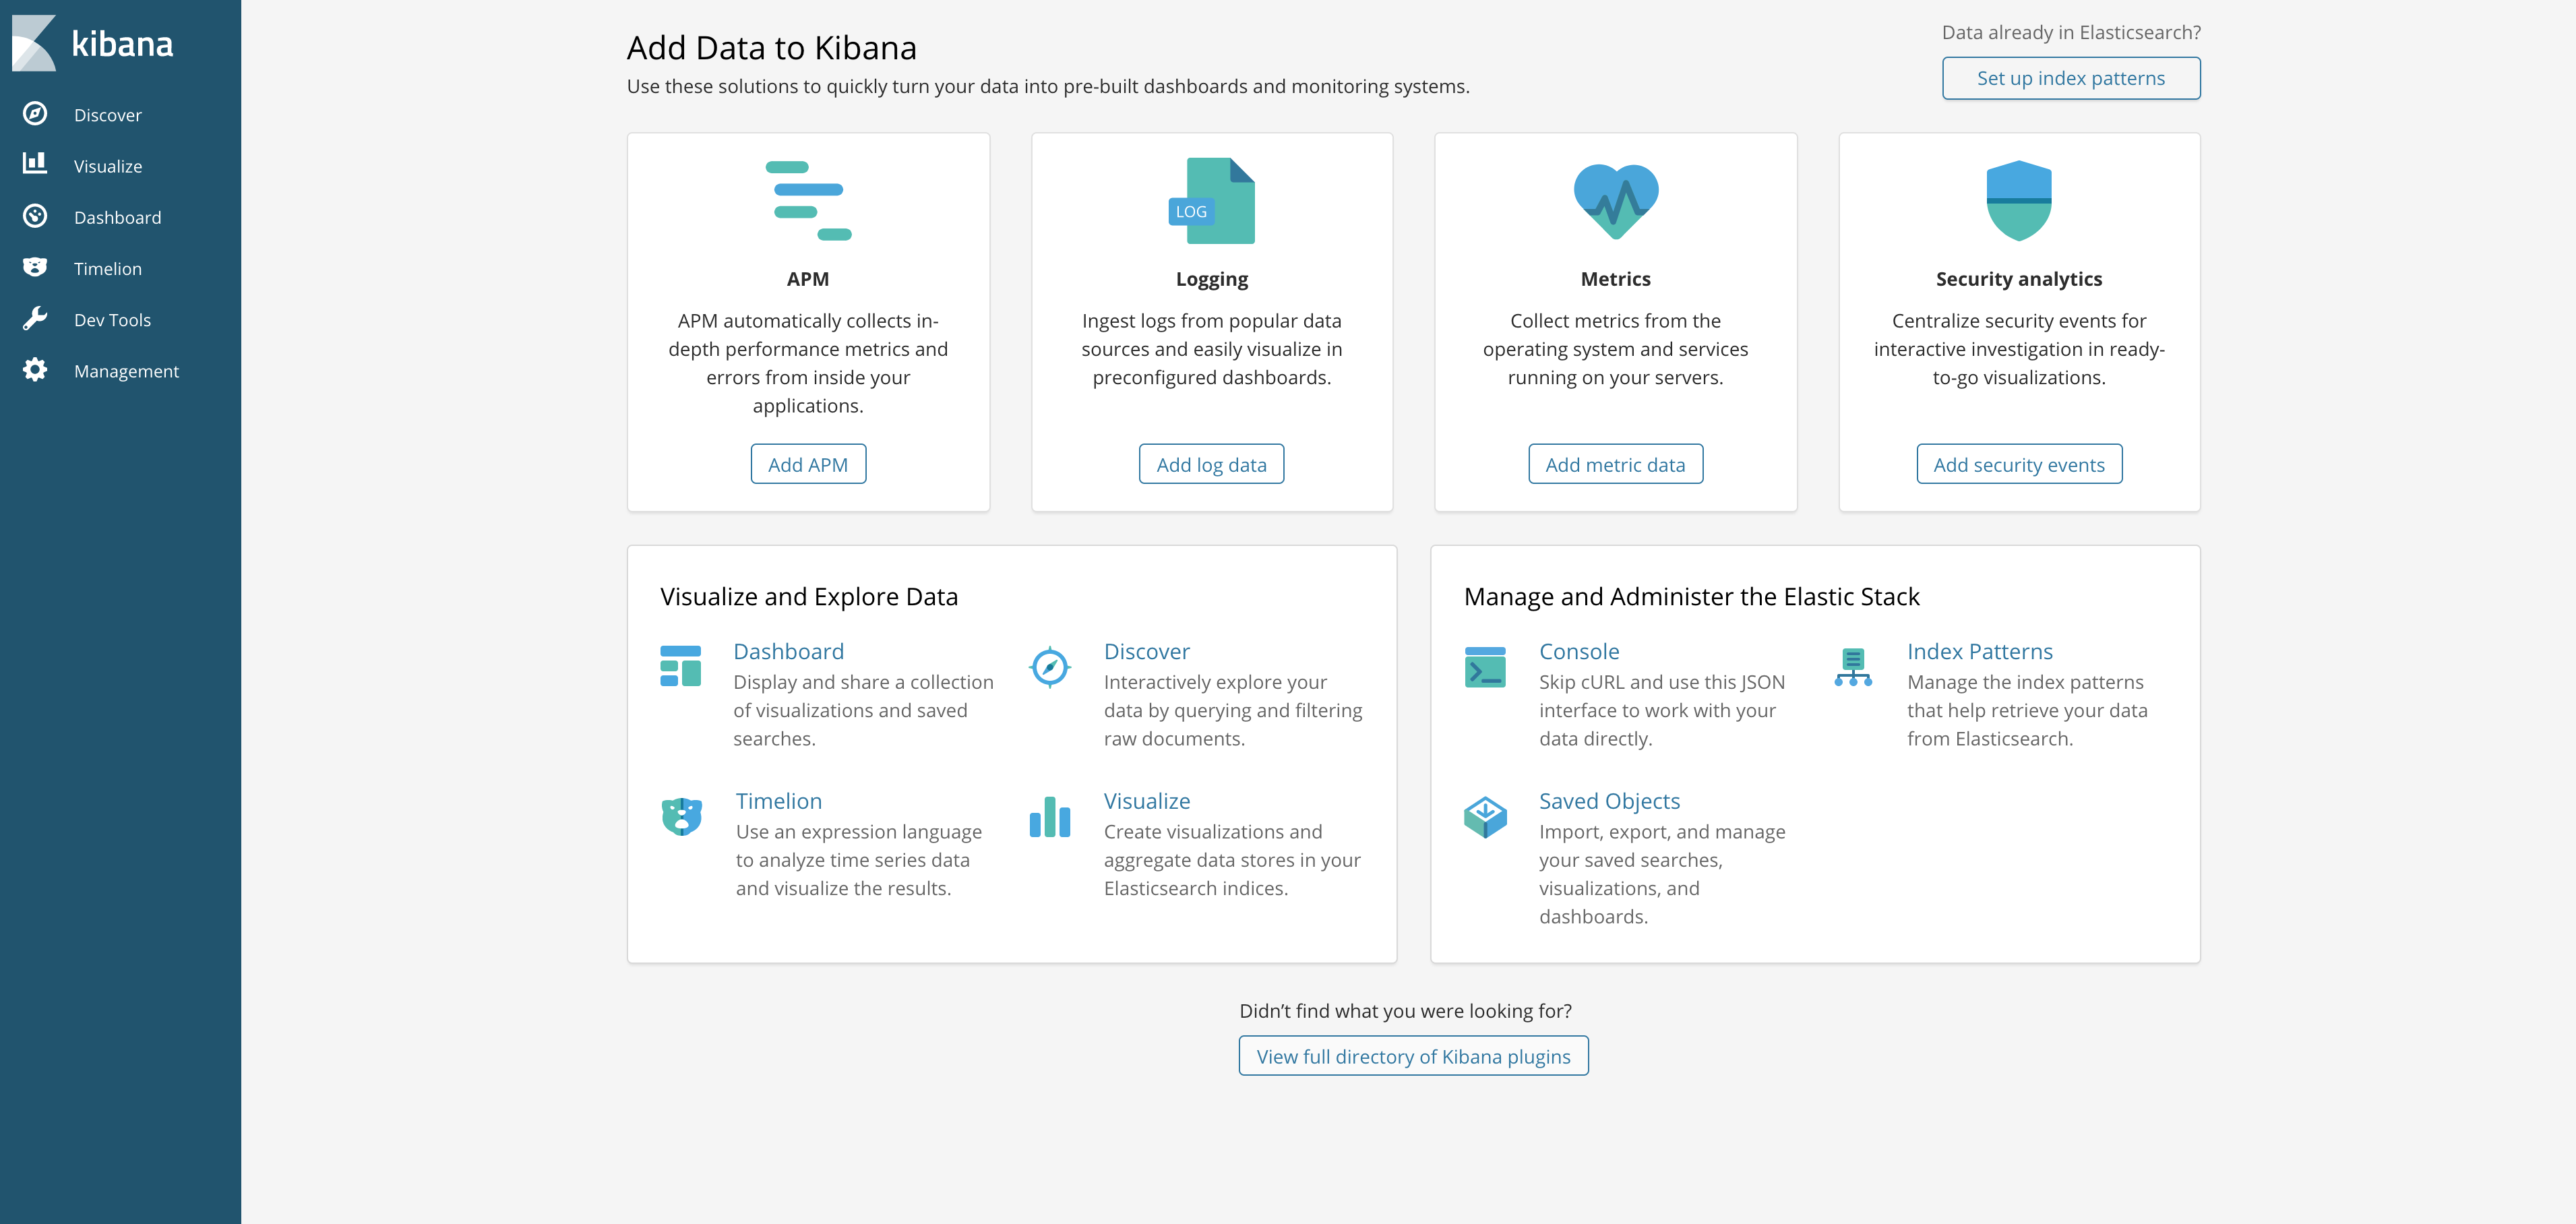 kibana
Discover
Visualize
Dashboard
Timelion
Dev Tools
Management
Add Data to Kibana
Use these solutions to quickly turn your data into pre-built dashboards and monitoring systems.
Data already in Elasticsearch?
Set up index patterns
APM
APM automatically collects in-
depth performance metrics and
errors from inside your
applications.
Add APM
LOG
Logging
Ingest logs from popular data
sources and easily visualize in
preconfigured dashboards.
Add log data
Metrics
Collect metrics from the
operating system and services
running on your servers.
Add metric data
Security analytics
Centralize security events for
interactive investigation in ready-
to-go visualizations.
Add security events
Visualize and Explore Data
Dashboard
Display and share a collection
of visualizations and saved
searches.
Discover
Interactively explore your
data by querying and filtering
raw documents.
Timelion
Use an expression language
to analyze time series data
and visualize the results.
Visualize
Create visualizations and
aggregate data stores in your
Elasticsearch indices.
Manage and Administer the Elastic Stack
Console
Skip cURL and use this JSON
interface to work with your
data directly.
Index Patterns
Manage the index patterns
that help retrieve your data
from Elasticsearch.
Saved Objects
Import, export, and manage
your saved searches,
visualizations, and
dashboards.
Didn’t find what you were looking for?
View full directory of Kibana plugins